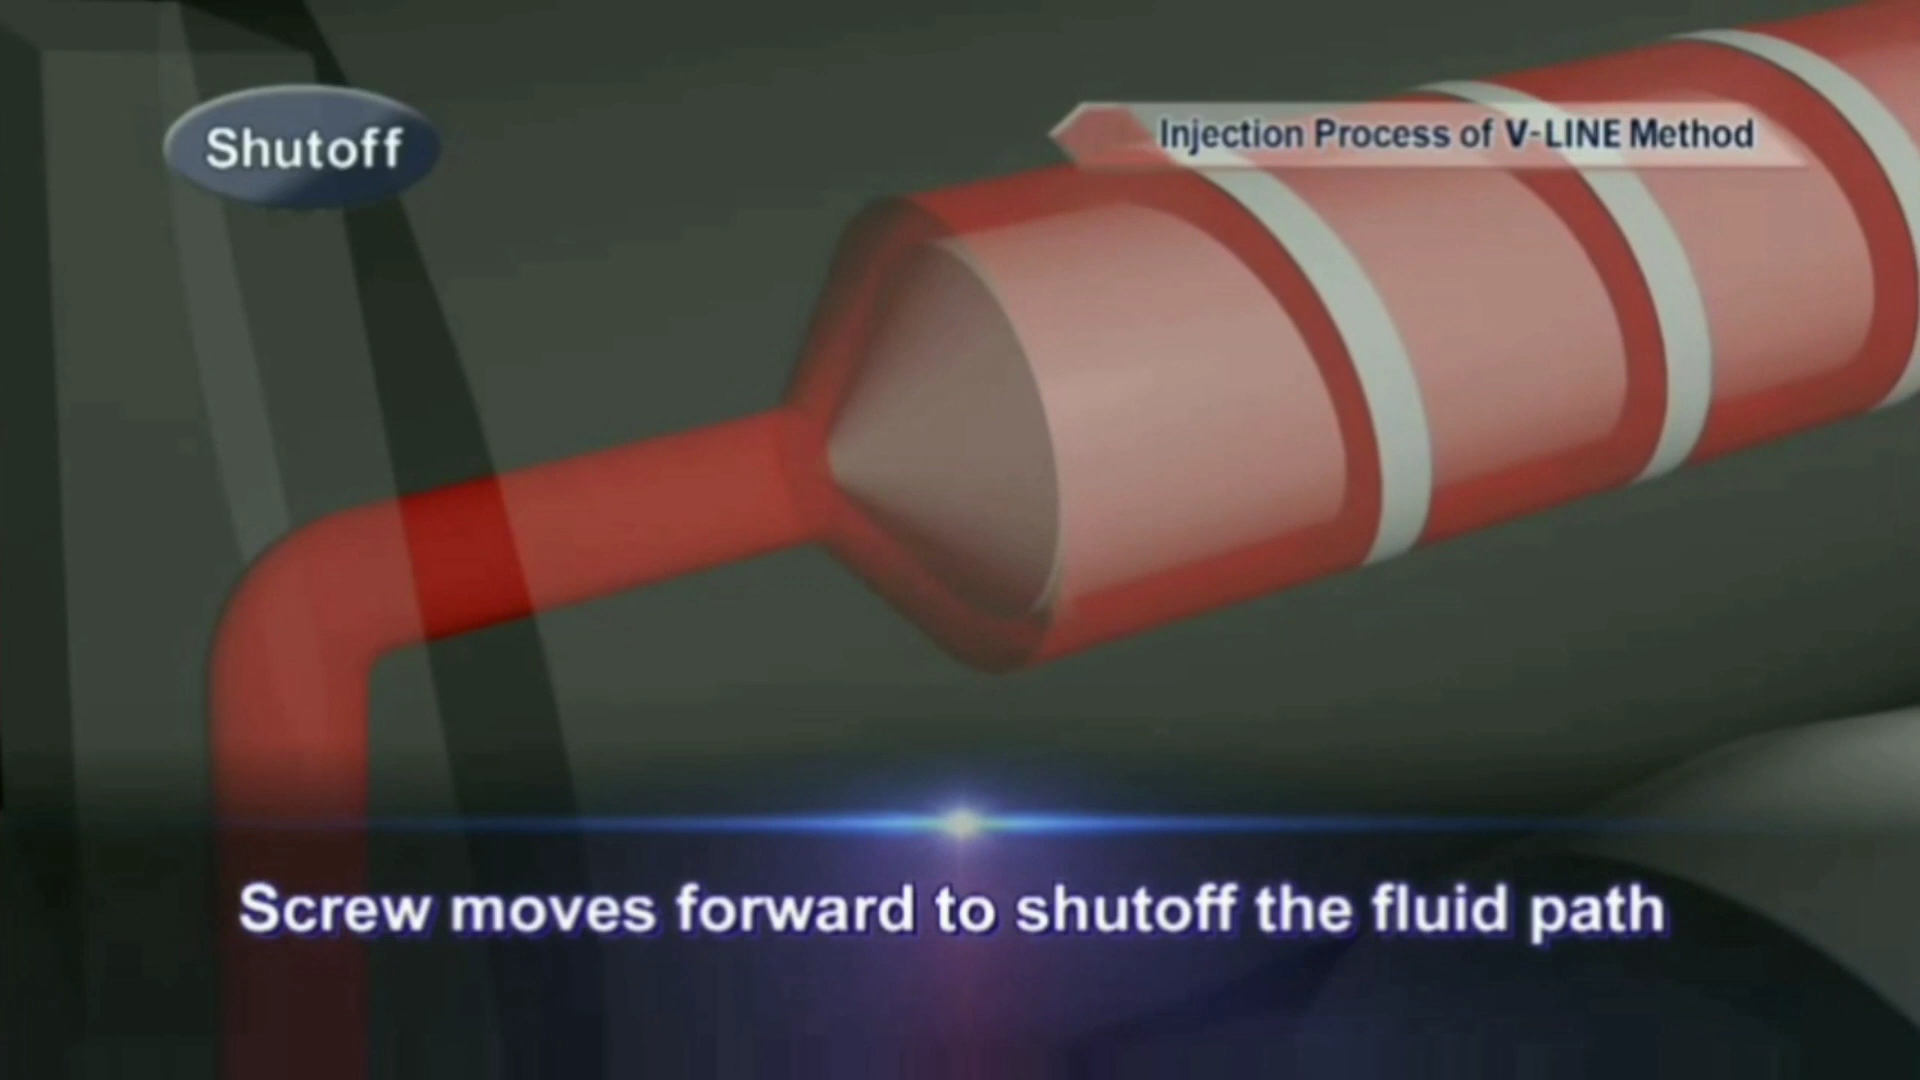 Shutoff
Injection Process of V-LINE Method
Screw moves forward to shutoff the fluid path